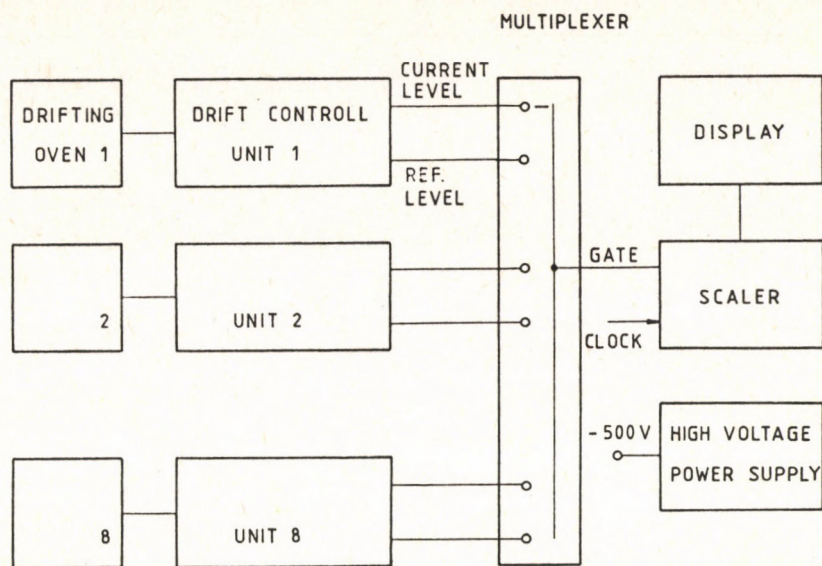 MULTIPLEXER
DRIFTING
OVEN 1
DRIFT CONTROLL
UNIT 1
CURRENT
LEVEL
REF.
LEVEL
DISPLAY
2
UNIT 2
GATE
CLOCK
SCALER
8
UNIT 8
-500V
HIGH VOLTAGE
POWER SUPPLY